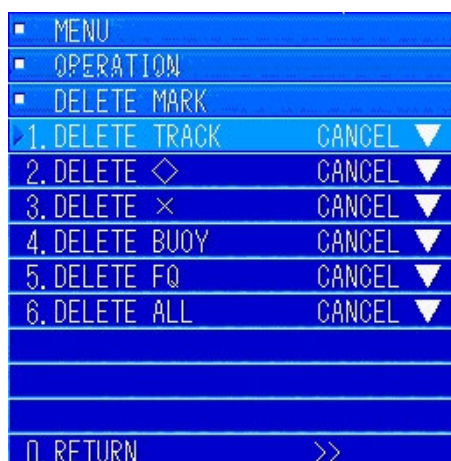 MENU
OPERATION
DELETE MARK
1. DELETE TRACK CANCEL ▼
2. DELETE ◇ CANCEL ▼
3. DELETE × CANCEL ▼
4. DELETE BUOY CANCEL ▼
5. DELETE FQ CANCEL ▼
6. DELETE ALL CANCEL ▼
0. RETURN >>